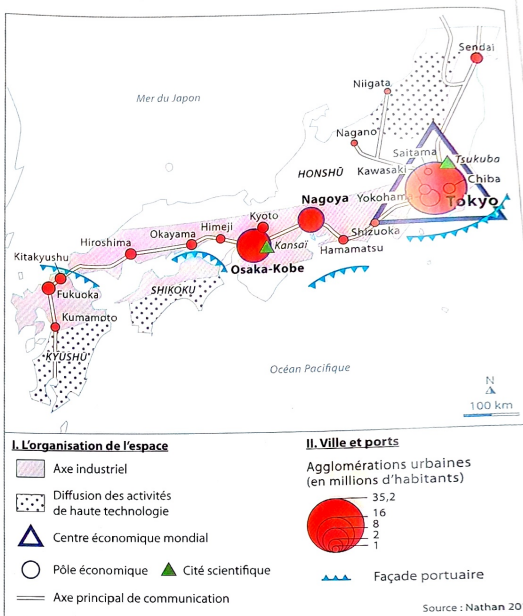 Sendai
Niigata
Mer du Japon
Nagano
Saitama
Tsukuba
HONSHŪ
Kawasaki
Chiba
Nagoya
Yokohama
Tokyo
Kyoto
Himeji
Okayama
Shizuoka
Hiroshima
Kansaï
Hamamatsu
Kitakyushu
Osaka-Kobe
Fukuoka
SHIKOKU
Kumamoto
KYŪSHŪ
Océan Pacifique
N
100 km
I. L'organisation de l'espace
Axe industriel
Diffusion des activités
de haute technologie
Centre économique mondial
Pôle économique
Cité scientifique
Axe principal de communication
II. Ville et ports
Agglomérations urbaines
(en millions d'habitants)
35,2
16
8
2
1
Façade portuaire
Source : Nathan 20